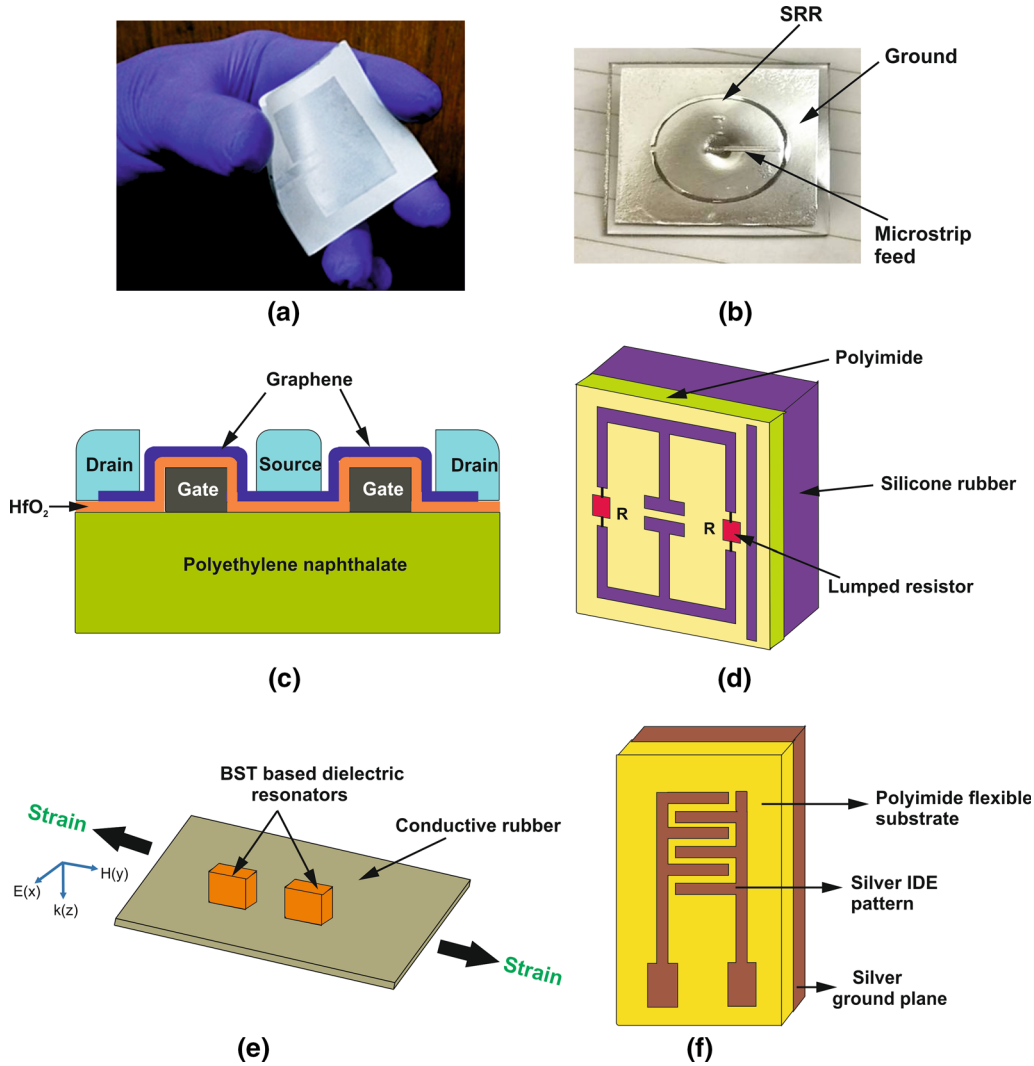 SRR
Ground
Microstrip
feed
(a)
(b)
Graphene
Drain
Source
Drain
Gate
Gate
HfO₂
Polyethylene naphthalate
(c)
Polyimide
Silicone rubber
R
R
Lumped resistor
(d)
BST based dielectric
resonators
Strain
Conductive rubber
H(y)
E(x)
k(z)
Strain
(e)
Polyimide flexible
substrate
Silver IDE
pattern
Silver
ground plane
(f)